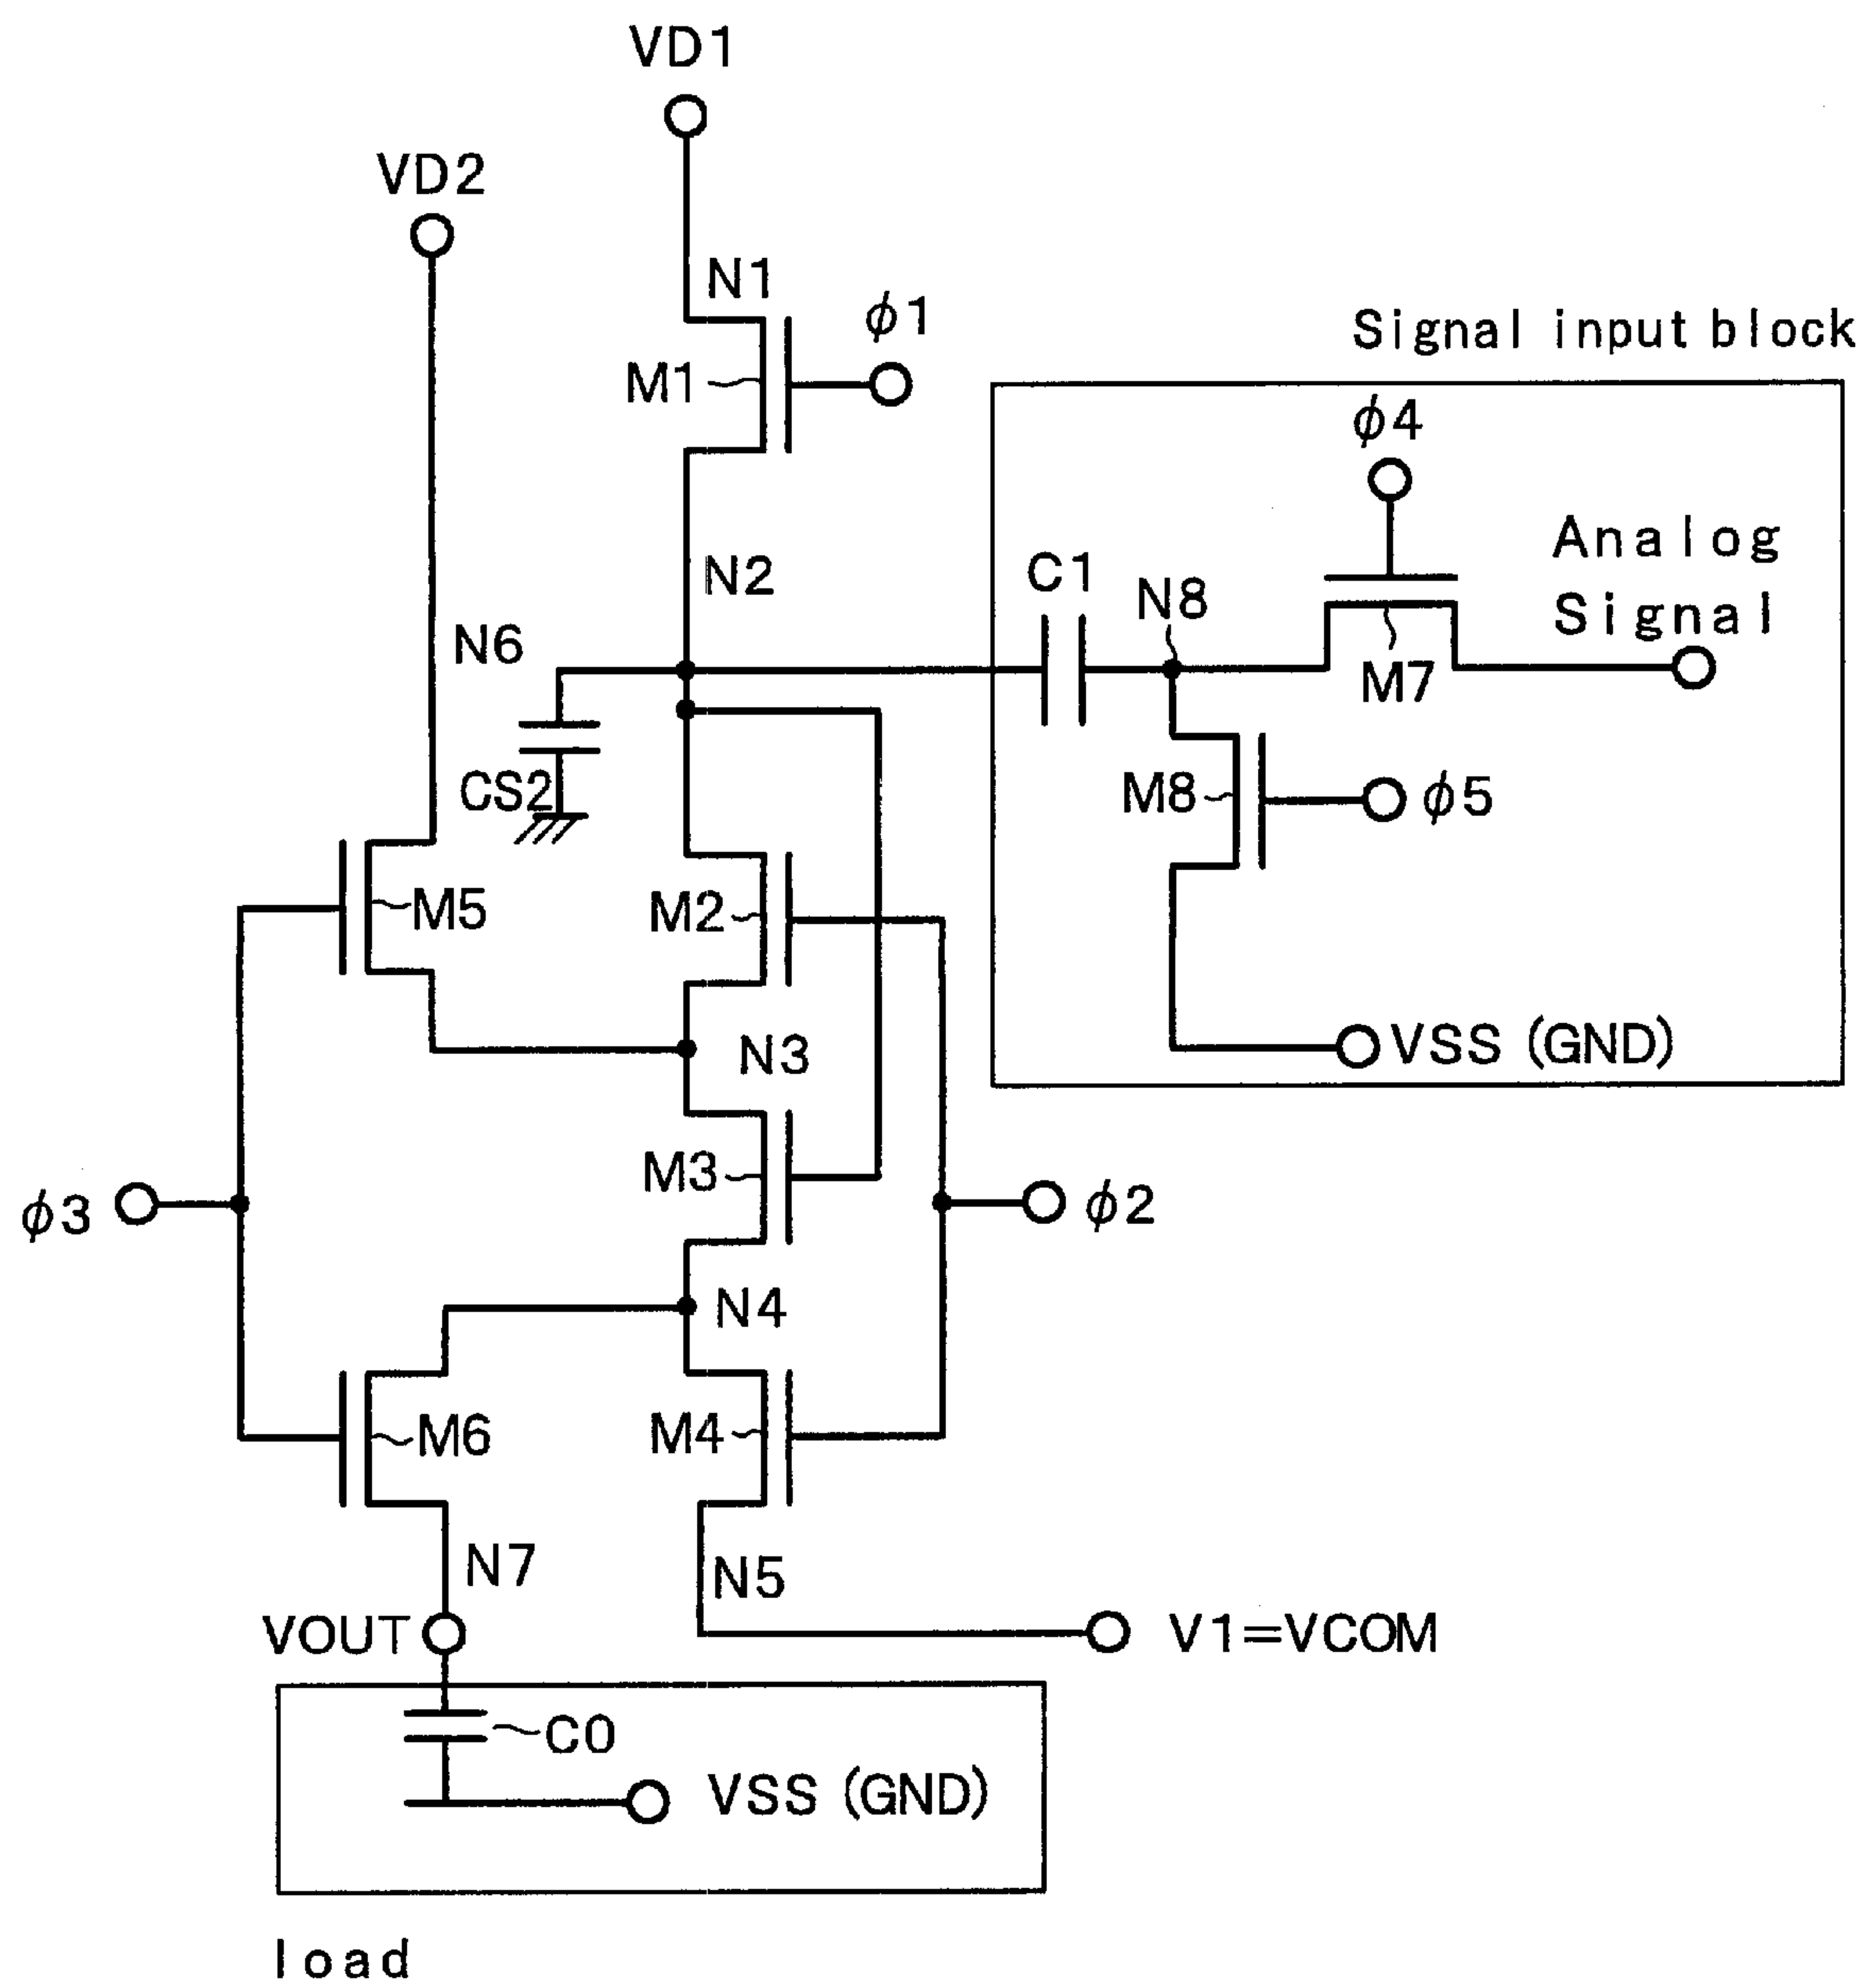 VD1
VD2
N1
ϕ1
M1
Signal input block
ϕ4
Analog
Signal
N2
C1
N8
N6
M7
CS2
M8
ϕ5
M5
M2
N3
VSS (GND)
M3
ϕ3
ϕ2
N4
M6
M4
N7
N5
VOUT
V1=VCOM
C0
VSS (GND)
load